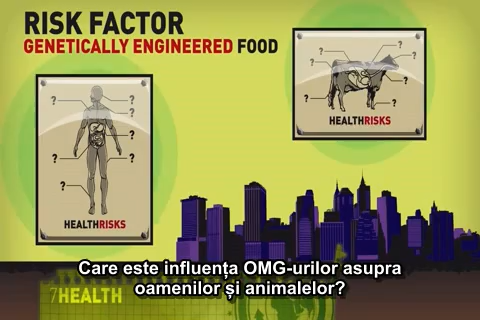 RISK FACTOR
GENETICALLY ENGINEERED FOOD
? ?
? ?
? ?
? ?
HEALTHRISKS
? ?
? ?
?
HEALTHRISKS
Care este influența OMG-urilor asupra
oamenilor și animalelor?
7HEALTH